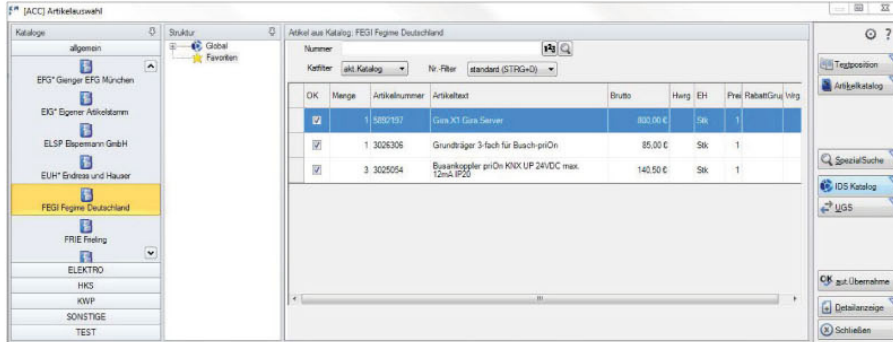 [ACC] Artikelauswahl
Kataloge
allgemein
EFG* Gienger EFG München
EIG* Eigener Artikelstamm
ELSP Elspermann GmbH
EUH* Endress und Hauser
FEGI Fegime Deutschland
FRIE Freling
ELEKTRO
HKS
KWP
SONSTIGE
TEST
Struktur
Global
Favoriten
Artikel aus Katalog: FEGI Fegime Deutschland
Nummer
Katfilter akt.Katalog Nr.-Filter standard (STRG+D)
OK Menge Artikelnummer Artikeltext Brutto Hwrg EH Prei RabattGru
1 Gira X1 Gira Server 800,00 € Stk 1
1 3026306 Grundträger 3-fach für Busch-priOn 85,00 € Stk 1
3 3025054 Busankoppler priOn KNX UP 24VDC max. 12mA IP20 140,50 € Stk 1
?
Textposition
Artikelkatalog
SpezialSuche
IDS Katalog
UGS
OK aut.Übernahme
Detailanzeige
Schließen